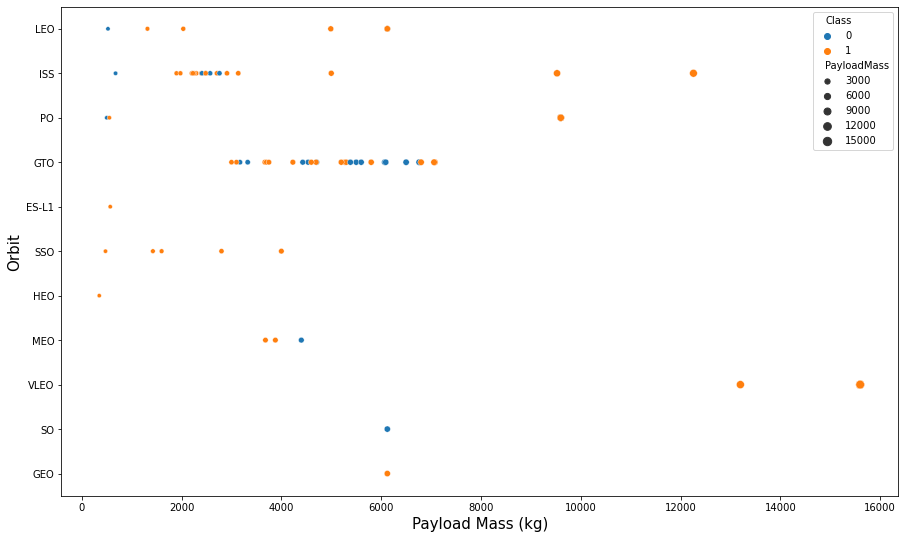 LEO
ISS
PO
GTO
ES-L1
SSO
HEO
MEO
VLEO
SO
GEO
Orbit
0
2000
4000
6000
8000
10000
12000
14000
16000
Payload Mass (kg)
Class
0
1
PayloadMass
3000
6000
9000
12000
15000